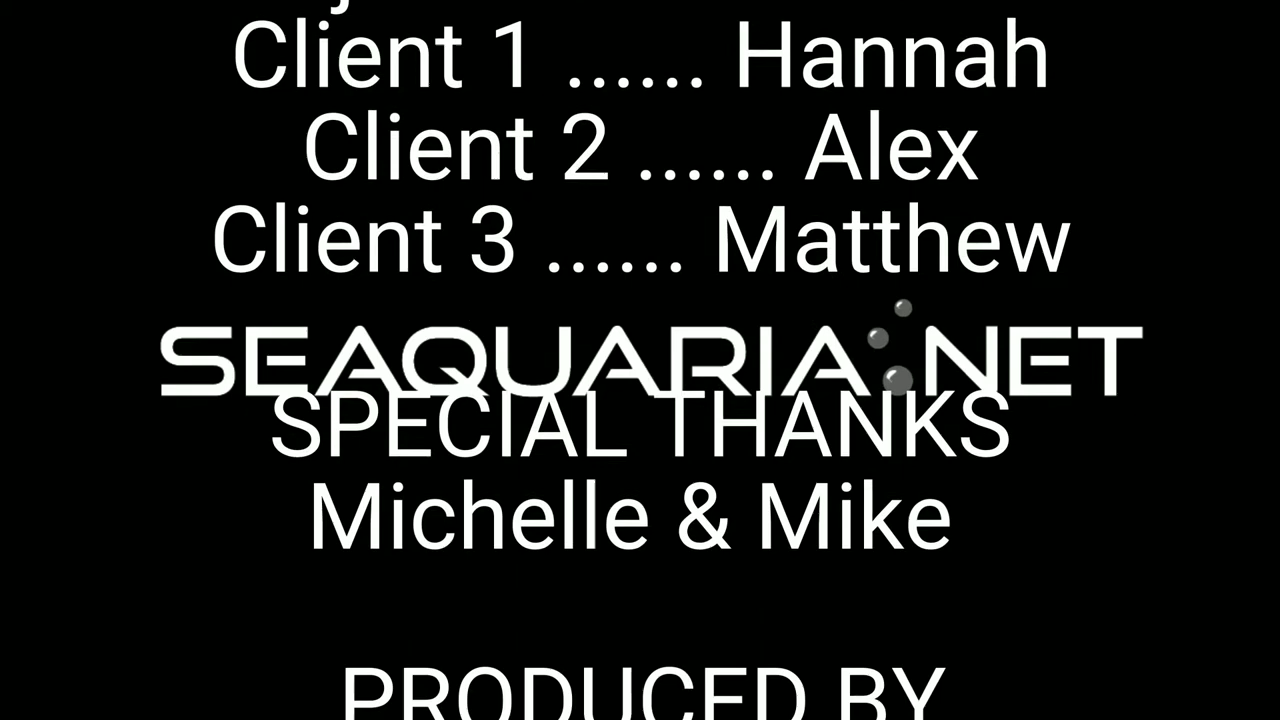 Client 1 ...... Hannah
Client 2 ...... Alex
Client 3 ...... Matthew
SEAQUARIA NET
SPECIAL THANKS
Michelle & Mike
PRODUCED BY